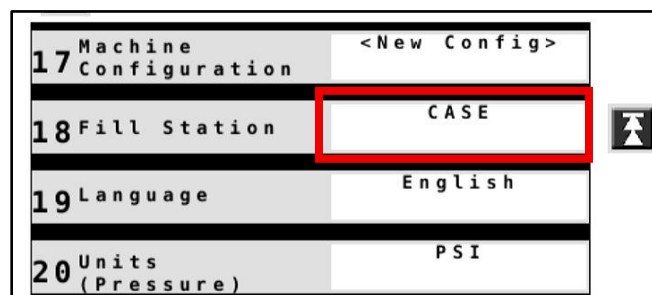 17 Machine Configuration <New Config>
18 Fill Station CASE
19 Language English
20 Units (Pressure) PSI